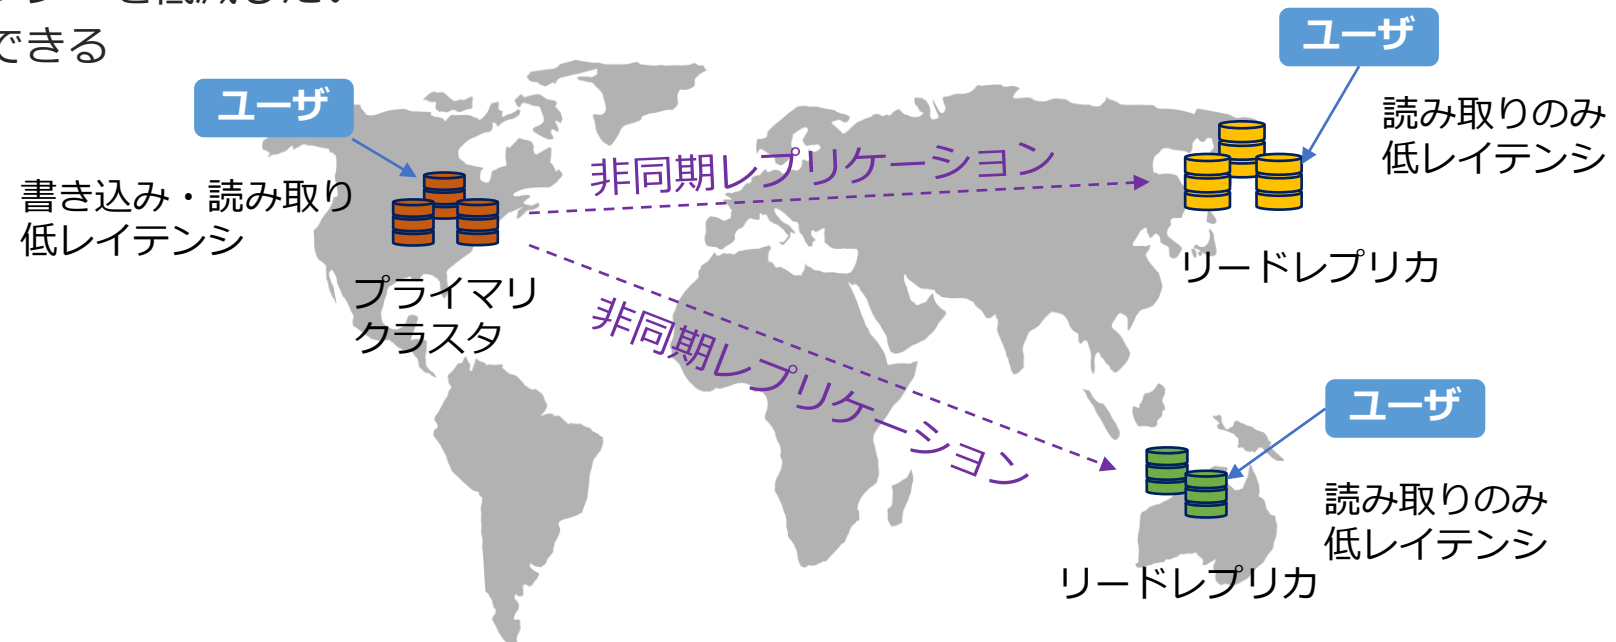 できる
ユーザ
ユーザ
読み取りのみ
低レイテンシ
書き込み・読み取り
低レイテンシ
非同期レプリケーション
リードレプリカ
プライマリ
クラスタ
非同期レプリケーション
ユーザ
読み取りのみ
低レイテンシ
リードレプリカ